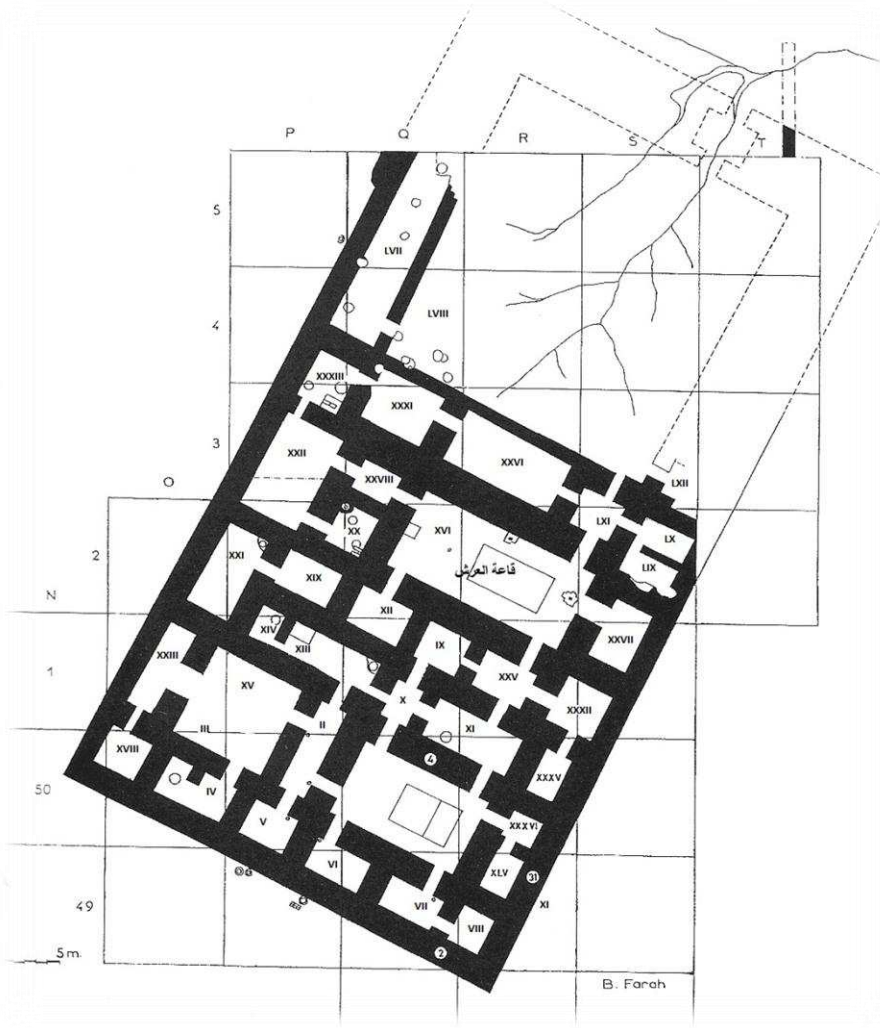 P Q R S T
5
LVII
4
LVIII
XXXIII
XXXI
3
XXII
XXVI
XXVIII
LXII
LXI
XVI
LX
2
XX
XXI
قاعة العرش
LIX
XIX
N
XII
XIV
XIII
IX
XXVII
XXIII
1
XV
XXV
X
XXXII
II
XI
III
XVIII
4
XXXV
50
IV
V
XXXVI
VI
XLV
31
49
VII
XI
VIII
5m.
2
B. Farah